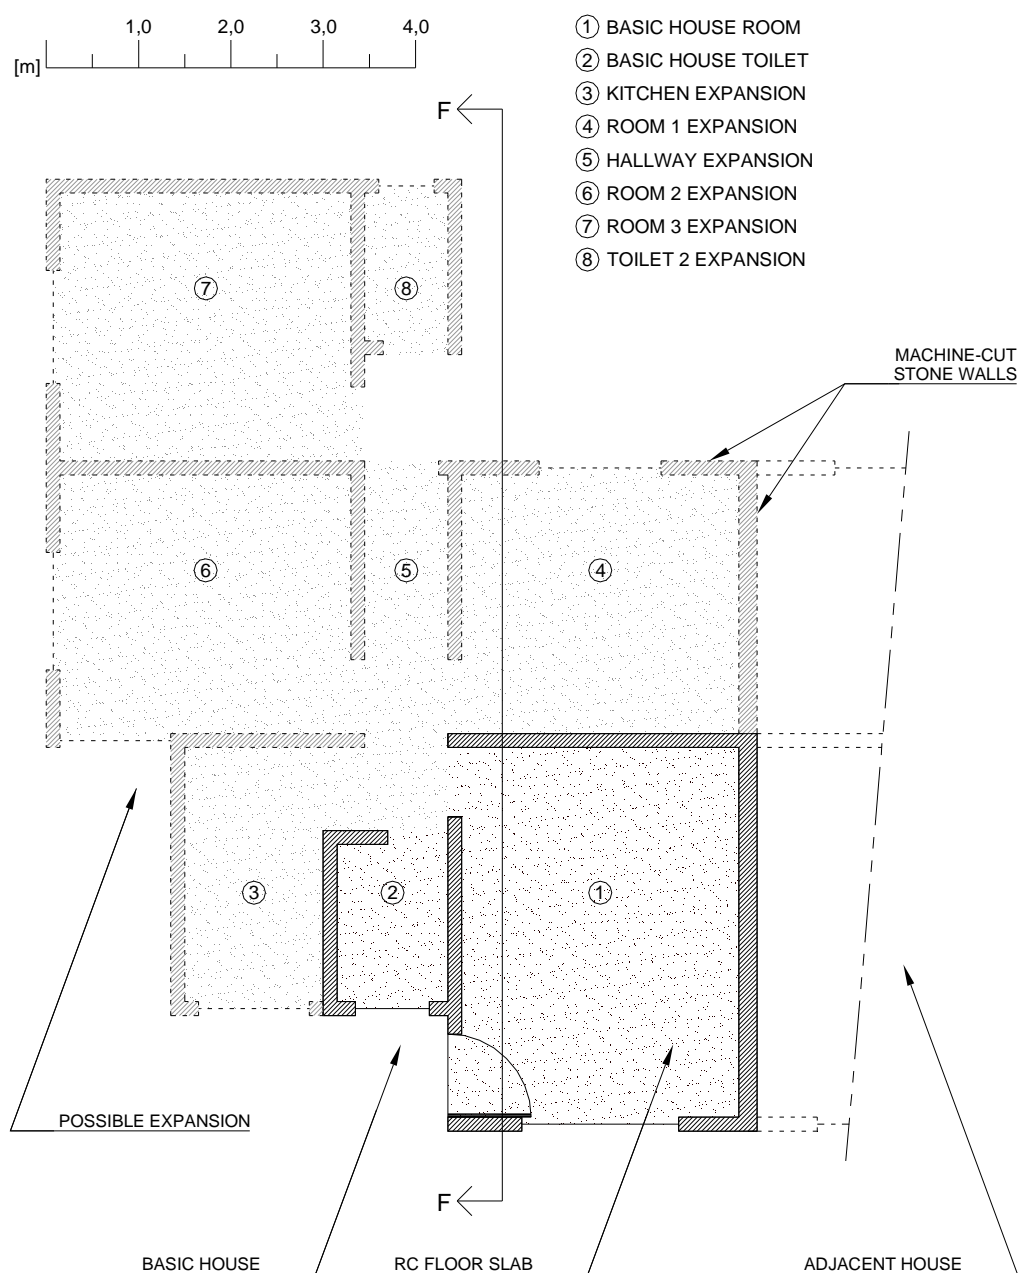 1,0 2,0 3,0 4,0
[m]
1 BASIC HOUSE ROOM
2 BASIC HOUSE TOILET
3 KITCHEN EXPANSION
4 ROOM 1 EXPANSION
5 HALLWAY EXPANSION
6 ROOM 2 EXPANSION
7 ROOM 3 EXPANSION
8 TOILET 2 EXPANSION
F
7
8
MACHINE-CUT
STONE WALLS
6
5
4
3
2
1
POSSIBLE EXPANSION
F
BASIC HOUSE
RC FLOOR SLAB
ADJACENT HOUSE